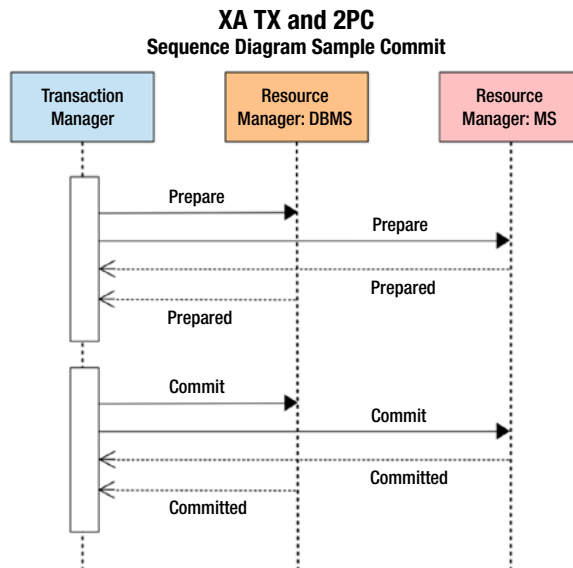 XA TX and 2PC
Sequence Diagram Sample Commit
Transaction
Manager
Resource
Manager: DBMS
Resource
Manager: MS
Prepare
Prepare
Prepared
Prepared
Commit
Commit
Committed
Committed